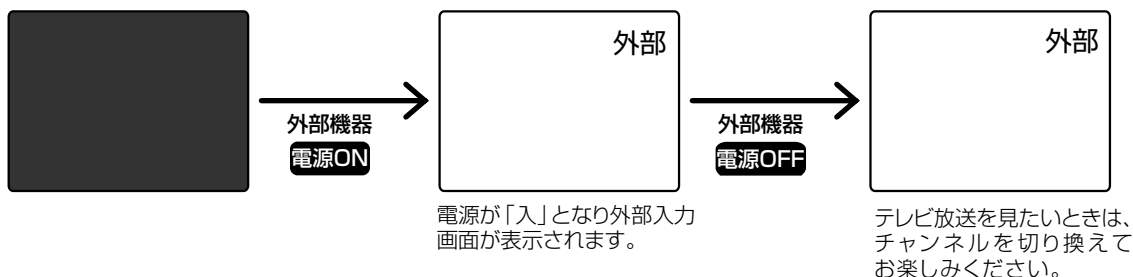 外部
外部
外部機器
電源ON
外部機器
電源OFF
電源が「入」となり外部入力
画面が表示されます。
テレビ放送を見たいときは、
チャンネルを切り換えて
お楽しみください。